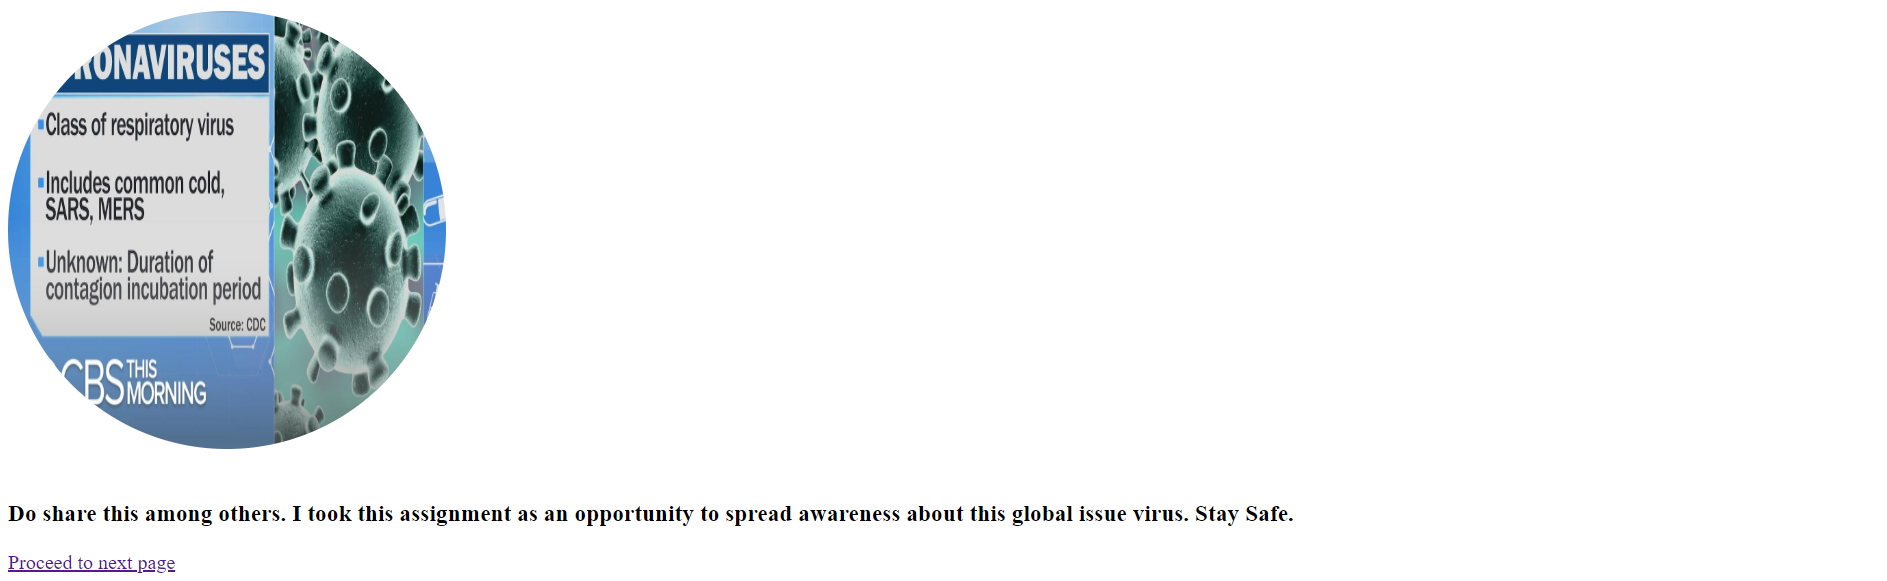 RONAVIRUSES
Class of respiratory virus
Includes common cold,
SARS, MERS
Unknown: Duration of
contagion incubation period
Source: CDC
CBS THIS
MORNING
Do share this among others. I took this assignment as an opportunity to spread awareness about this global issue virus. Stay Safe.
Proceed to next page